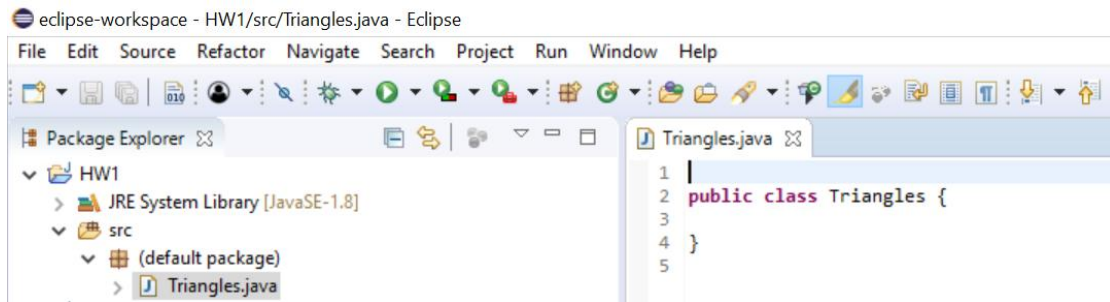 eclipse-workspace - HW1/src/Triangles.java - Eclipse
File Edit Source Refactor Navigate Search Project Run Window Help
010
Package Explorer
HW1
JRE System Library [JavaSE-1.8]
src
(default package)
J Triangles.java
J Triangles.java
1
2 public class Triangles {
3
4 }
5